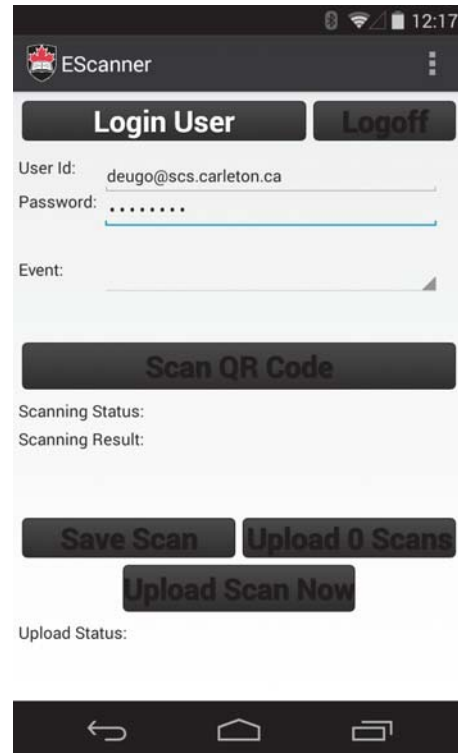 12:17
EScanner
Login User Logoff
User Id: deugo@scs.carleton.ca
Password: ........
Event:
Scan QR Code
Scanning Status:
Scanning Result:
Save Scan Upload 0 Scans
Upload Scan Now
Upload Status: